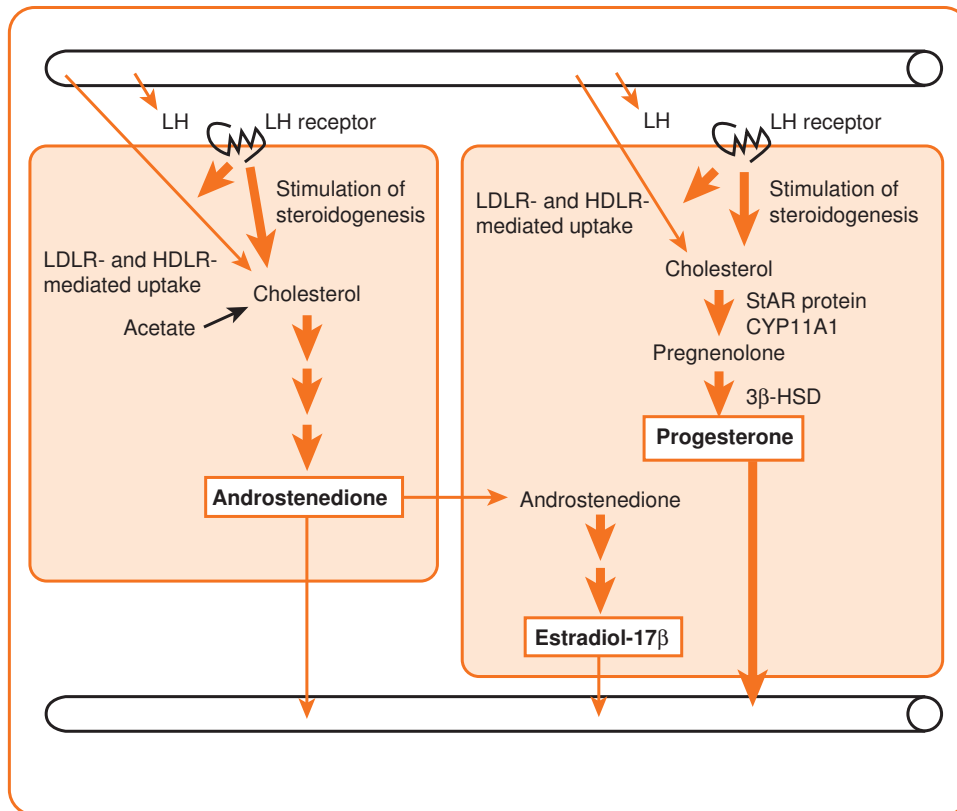 LH
LH receptor
Stimulation of
steroidogenesis
LDLR- and HDLR-
mediated uptake
Cholesterol
Acetate
Androstenedione
LH
LH receptor
LDLR- and HDLR-
mediated uptake
Stimulation of
steroidogenesis
Cholesterol
StAR protein
CYP11A1
Pregnenolone
3β-HSD
Progesterone
Androstenedione
Estradiol-17β